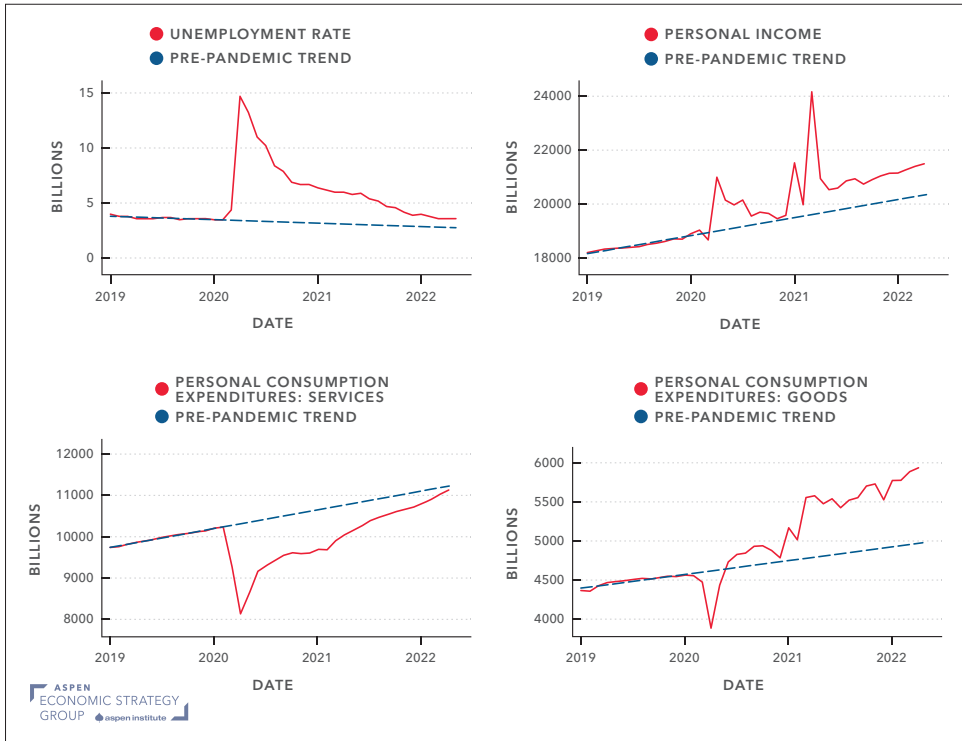 UNEMPLOYMENT RATE
PRE-PANDEMIC TREND
15
10
5
0
BILLIONS
2019 2020 2021 2022
DATE
PERSONAL INCOME
PRE-PANDEMIC TREND
24000
22000
20000
18000
BILLIONS
2019 2020 2021 2022
DATE
PERSONAL CONSUMPTION
EXPENDITURES: SERVICES
PRE-PANDEMIC TREND
12000
11000
10000
9000
8000
BILLIONS
2019 2020 2021 2022
DATE
PERSONAL CONSUMPTION
EXPENDITURES: GOODS
PRE-PANDEMIC TREND
6000
5500
5000
4500
4000
BILLIONS
2019 2020 2021 2022
DATE
ASPEN
ECONOMIC STRATEGY
GROUP aspen institute